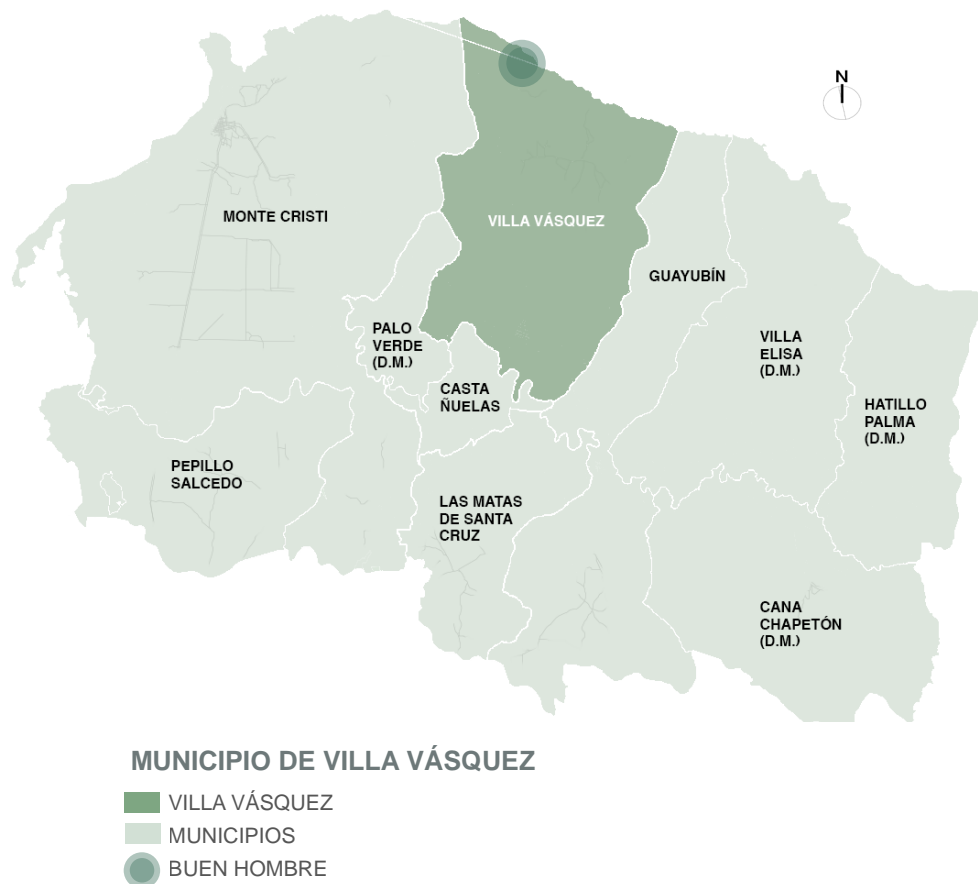 N
MONTE CRISTI
VILLA VÁSQUEZ
GUAYUBÍN
PALO
VERDE
(D.M.)
VILLA
ELISA
(D.M.)
CASTA
ÑUELAS
HATILLO
PALMA
(D.M.)
PEPILLO
SALCEDO
LAS MATAS
DE SANTA
CRUZ
CANA
CHAPETÓN
(D.M.)
MUNICIPIO DE VILLA VÁSQUEZ
VILLA VÁSQUEZ
MUNICIPIOS
BUEN HOMBRE